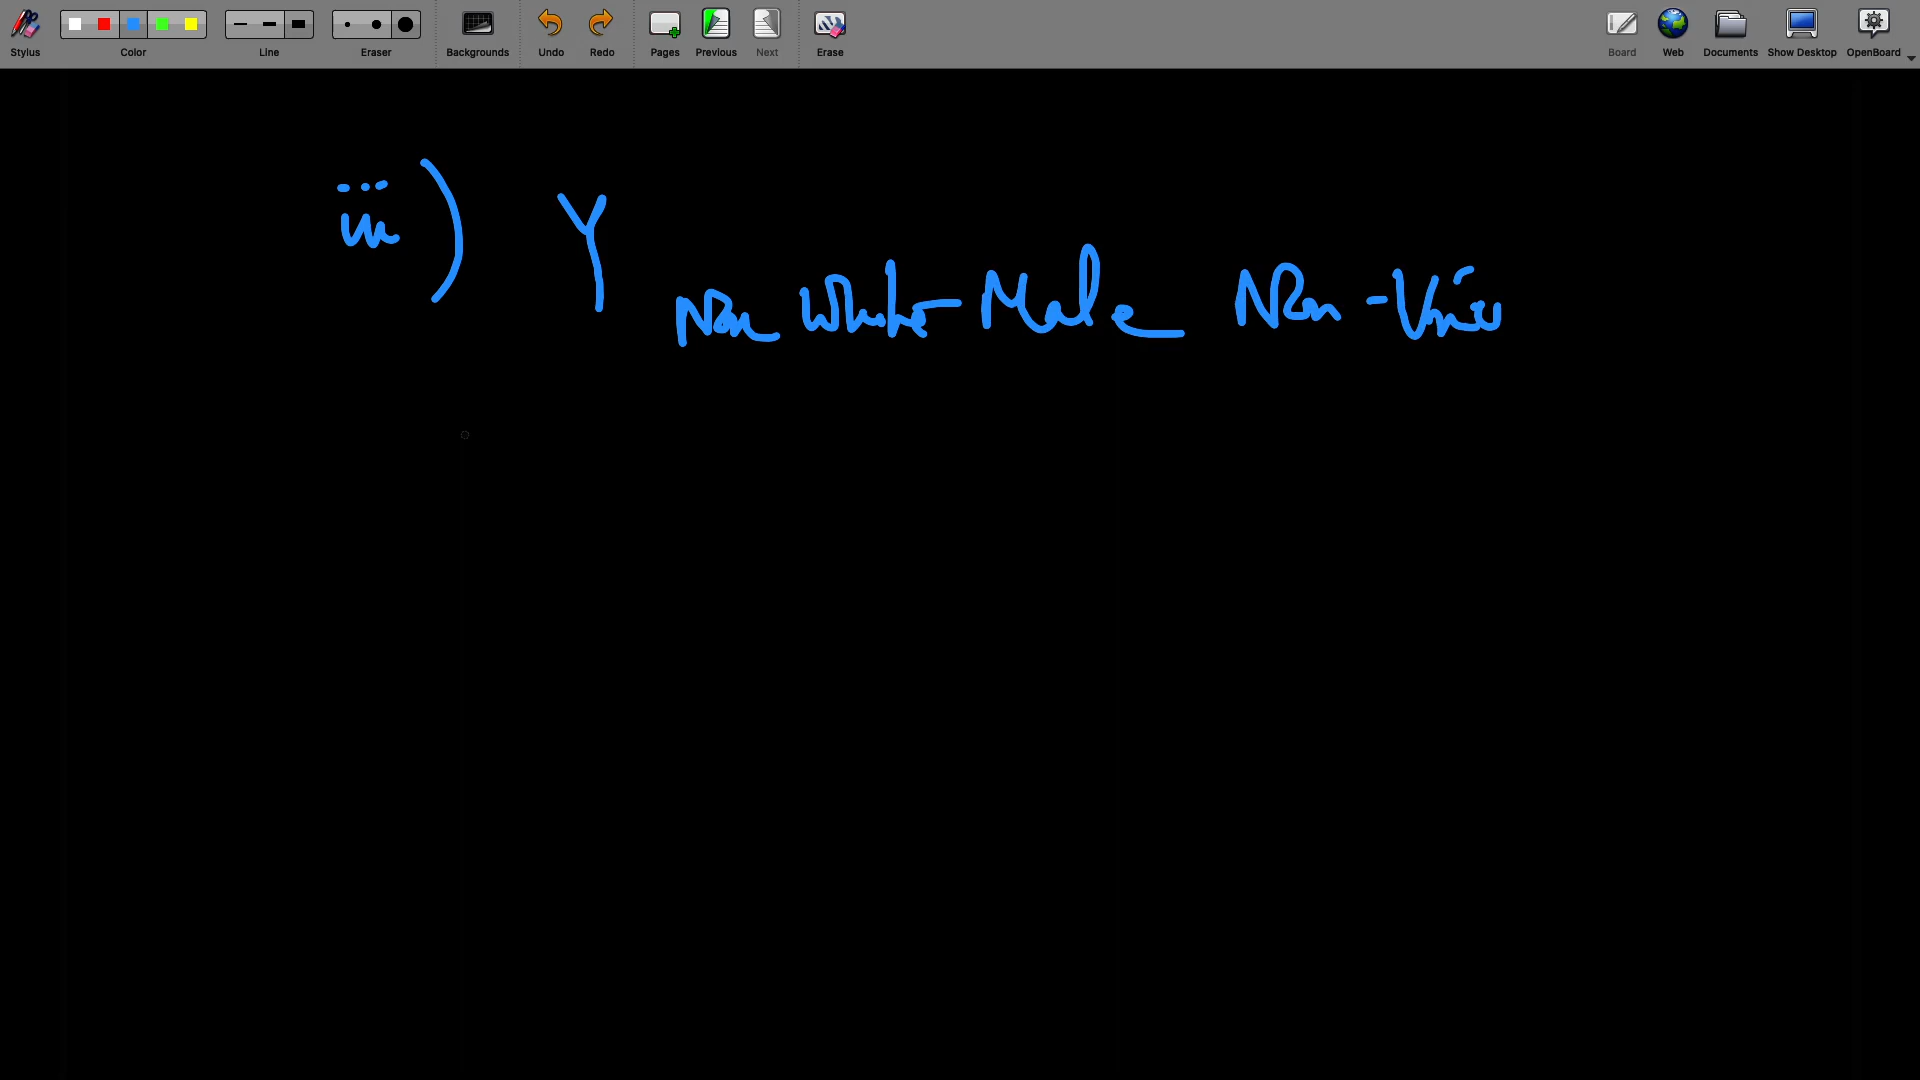 Stylus Color Line Eraser Backgrounds Undo Redo Pages Previous Next Erase Board Web Documents Show Desktop OpenBoard
iii) Y
Non White-Male Non-